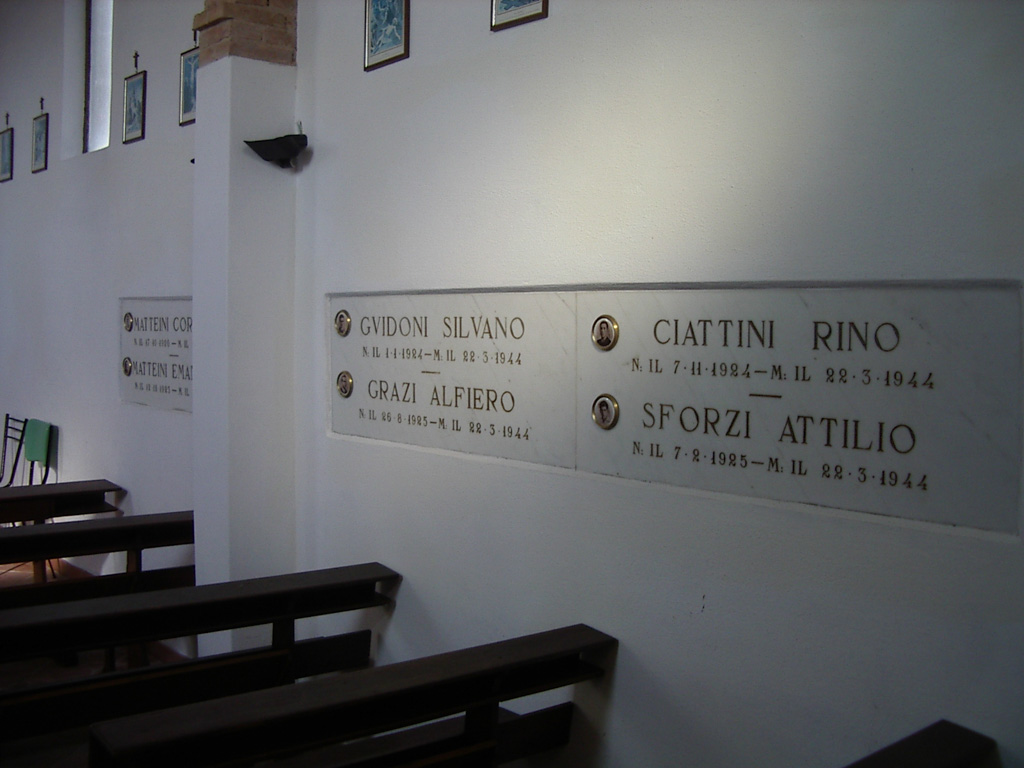 MATTEINI COR
MATTEINI EMA
GVIDONI SILVANO
N: IL 1·1·1924—M: IL 22·3·1944
GRAZI ALFIERO
N: IL 26·8·1925—M: IL 22·3·1944
CIATTINI RINO
N: IL 7·11·1924—M: IL 22·3·1944
SFORZI ATTILIO
N: IL 7·2·1925—M: IL 22·3·1944